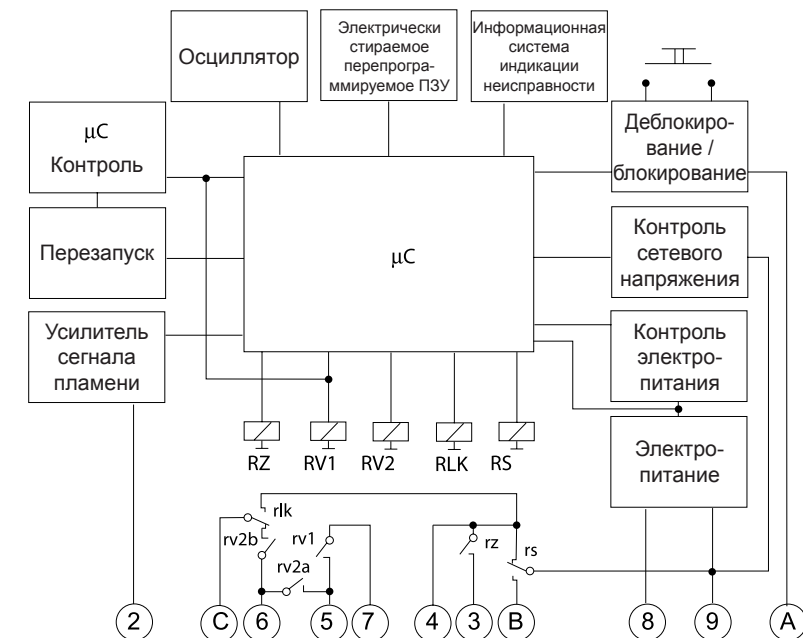 Осциллятор
Электрически
стираемое
перепрогра-
ммируемое ПЗУ
Информационная
система
индикации
неисправности
μC
Контроль
Деблокиро-
вание /
блокирование
Перезапуск
μC
Контроль
сетевого
напряжения
Усилитель
сегнала
пламени
Контроль
электро-
питания
Электро-
питание
RZ RV1 RV2 RLK RS
rlk
rv2b rv1
rv2a
rz
rs
2 C 6 5 7 4 3 B 8 9 A